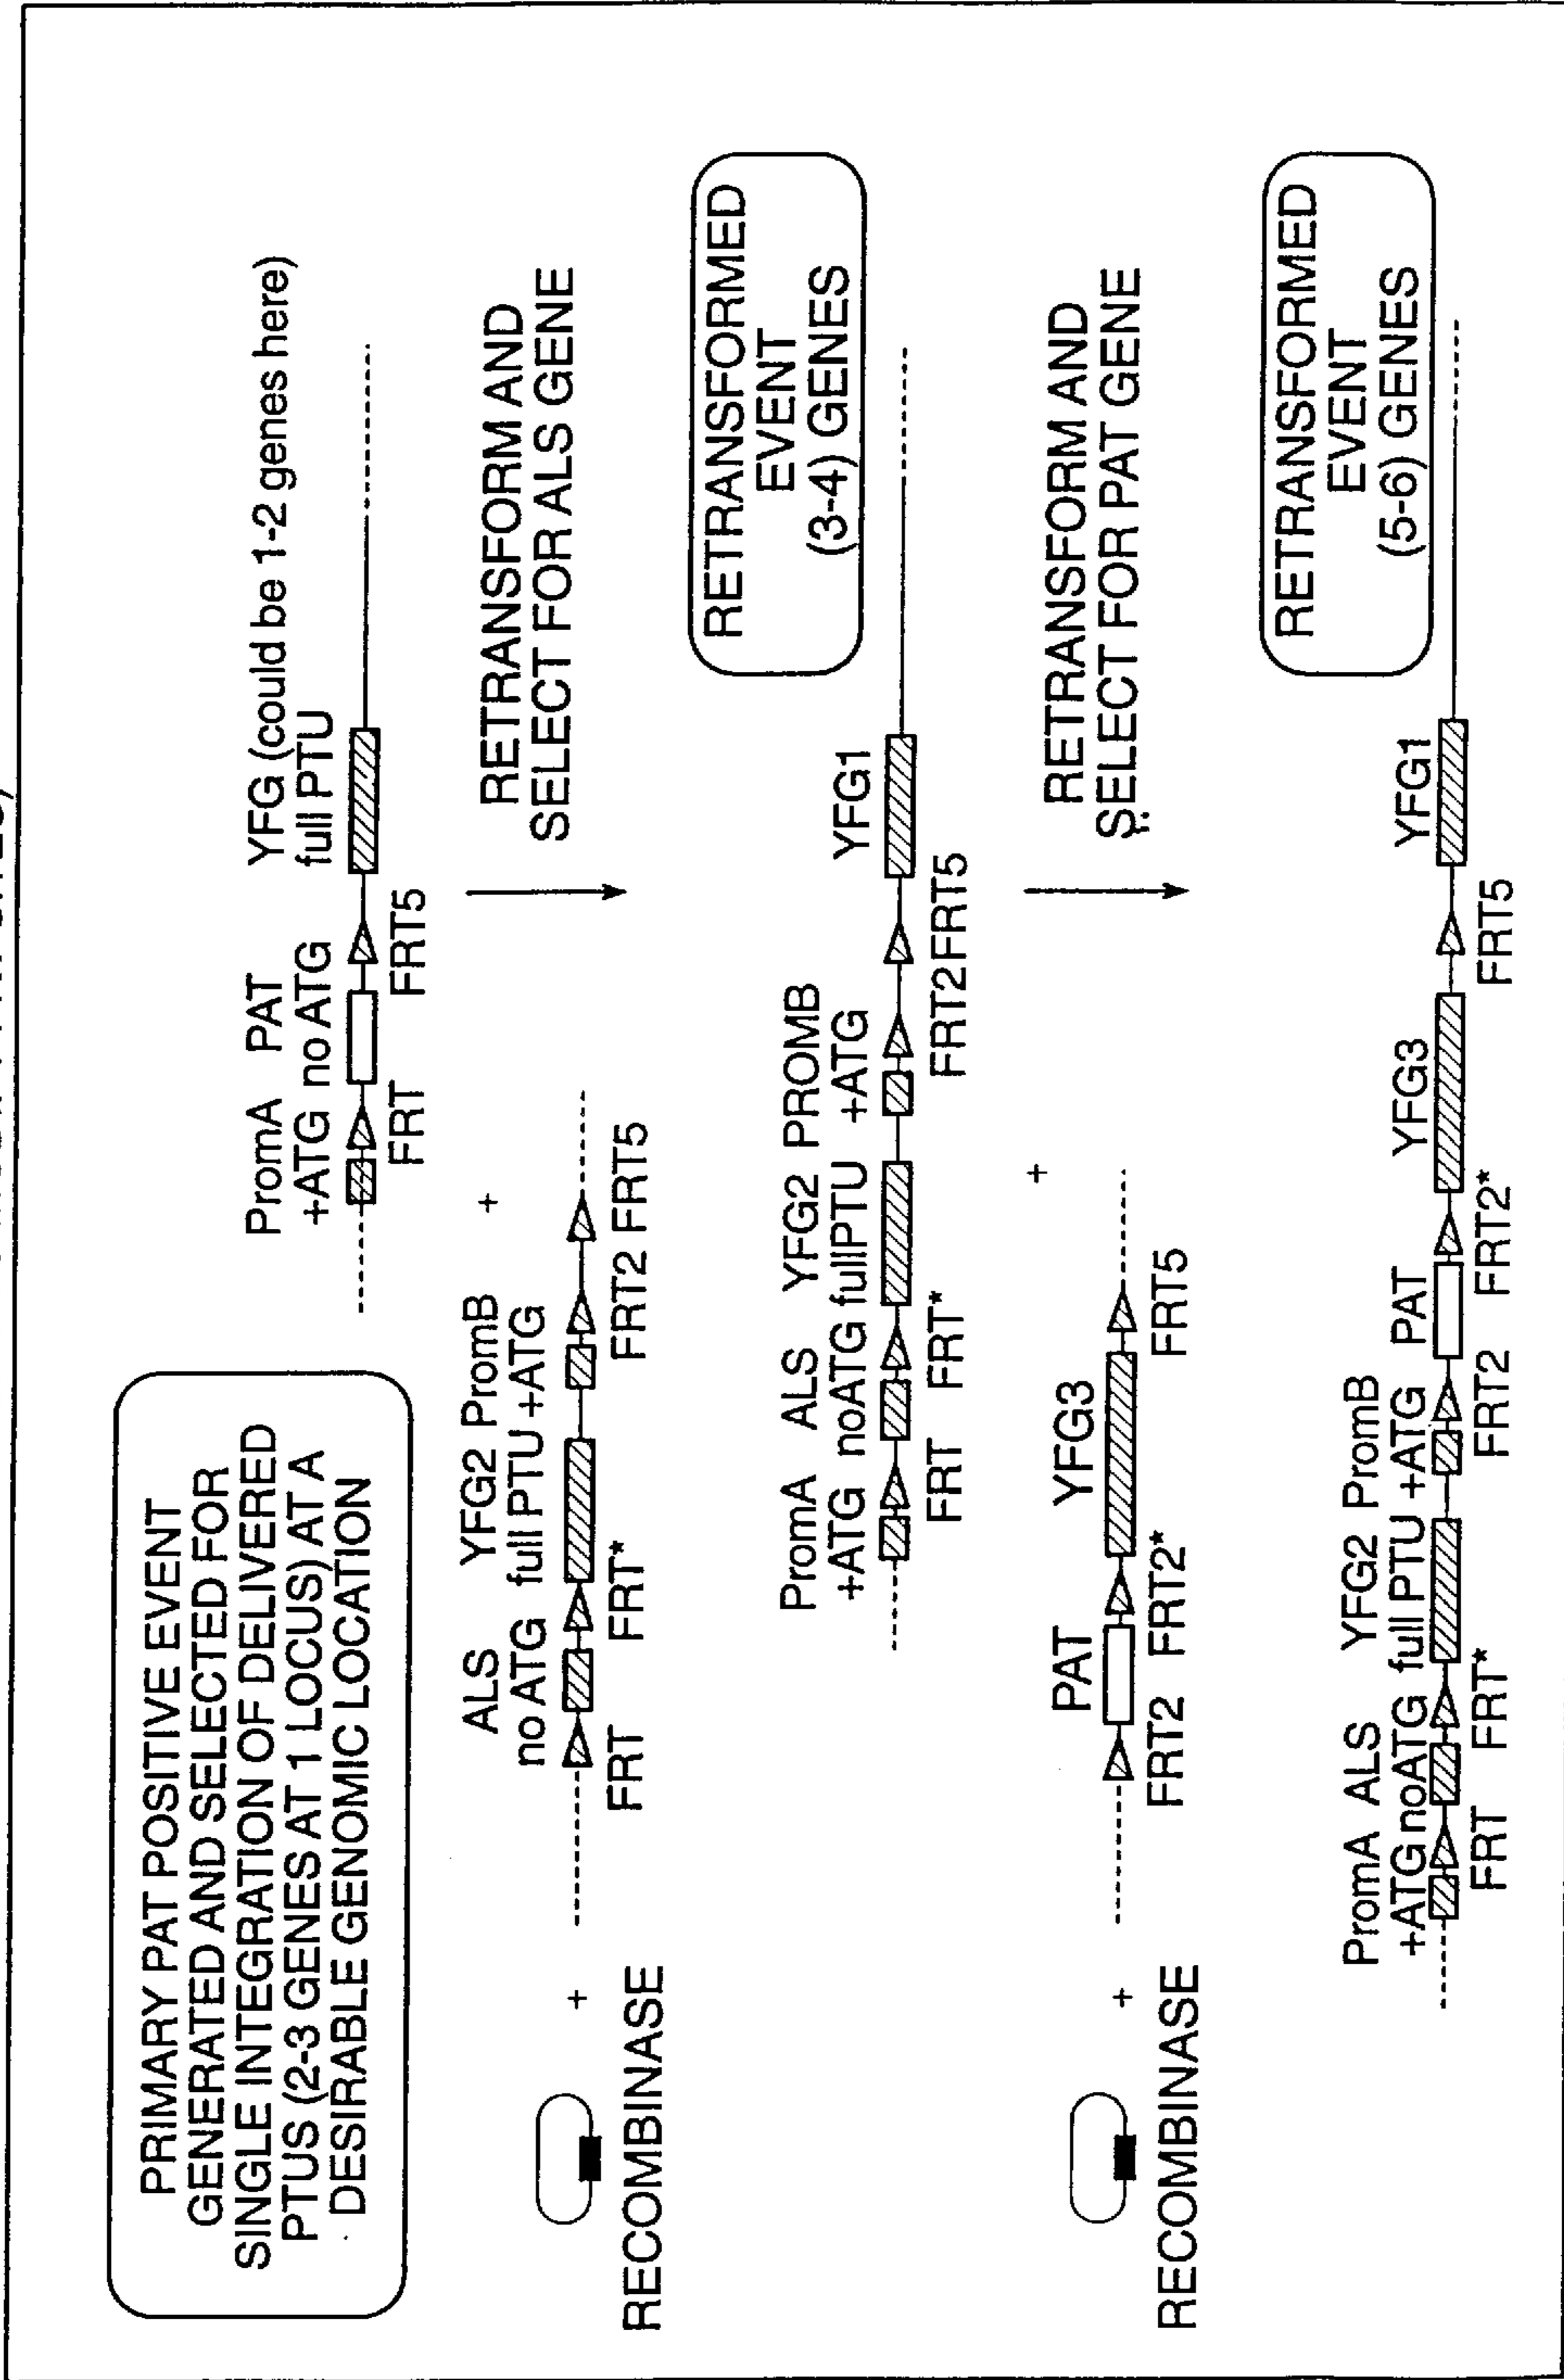 PRIMARY PAT POSITIVE EVENT
GENERATED AND SELECTED FOR
SINGLE INTEGRATION OF DELIVERED
PTUS (2-3 GENES AT 1 LOCUS) AT A
DESIRABLE GENOMIC LOCATION
PromA PAT
+ATG no ATG
YFG (could be 1-2 genes here)
full PTU
FRT FRT5
RECOMBINASE
+
ALS
no ATG
YFG2 PromB
full PTU +ATG
FRT FRT* FRT2 FRT5
+
RETRANSFORM AND
SELECT FOR ALS GENE
RETRANSFORMED
EVENT
(3-4) GENES
PromA ALS YFG2 PROMB
+ATG noATG fullPTU +ATG
YFG1
FRT FRT* FRT2FRT5
RECOMBINASE
+
PAT YFG3
FRT2 FRT2* FRT5
+
RETRANSFORM AND
SELECT FOR PAT GENE
RETRANSFORMED
EVENT
(5-6) GENES
PromA ALS YFG2 PromB
+ATG noATG full PTU +ATG PAT YFG3 YFG1
FRT FRT* FRT2 FRT2* FRT5